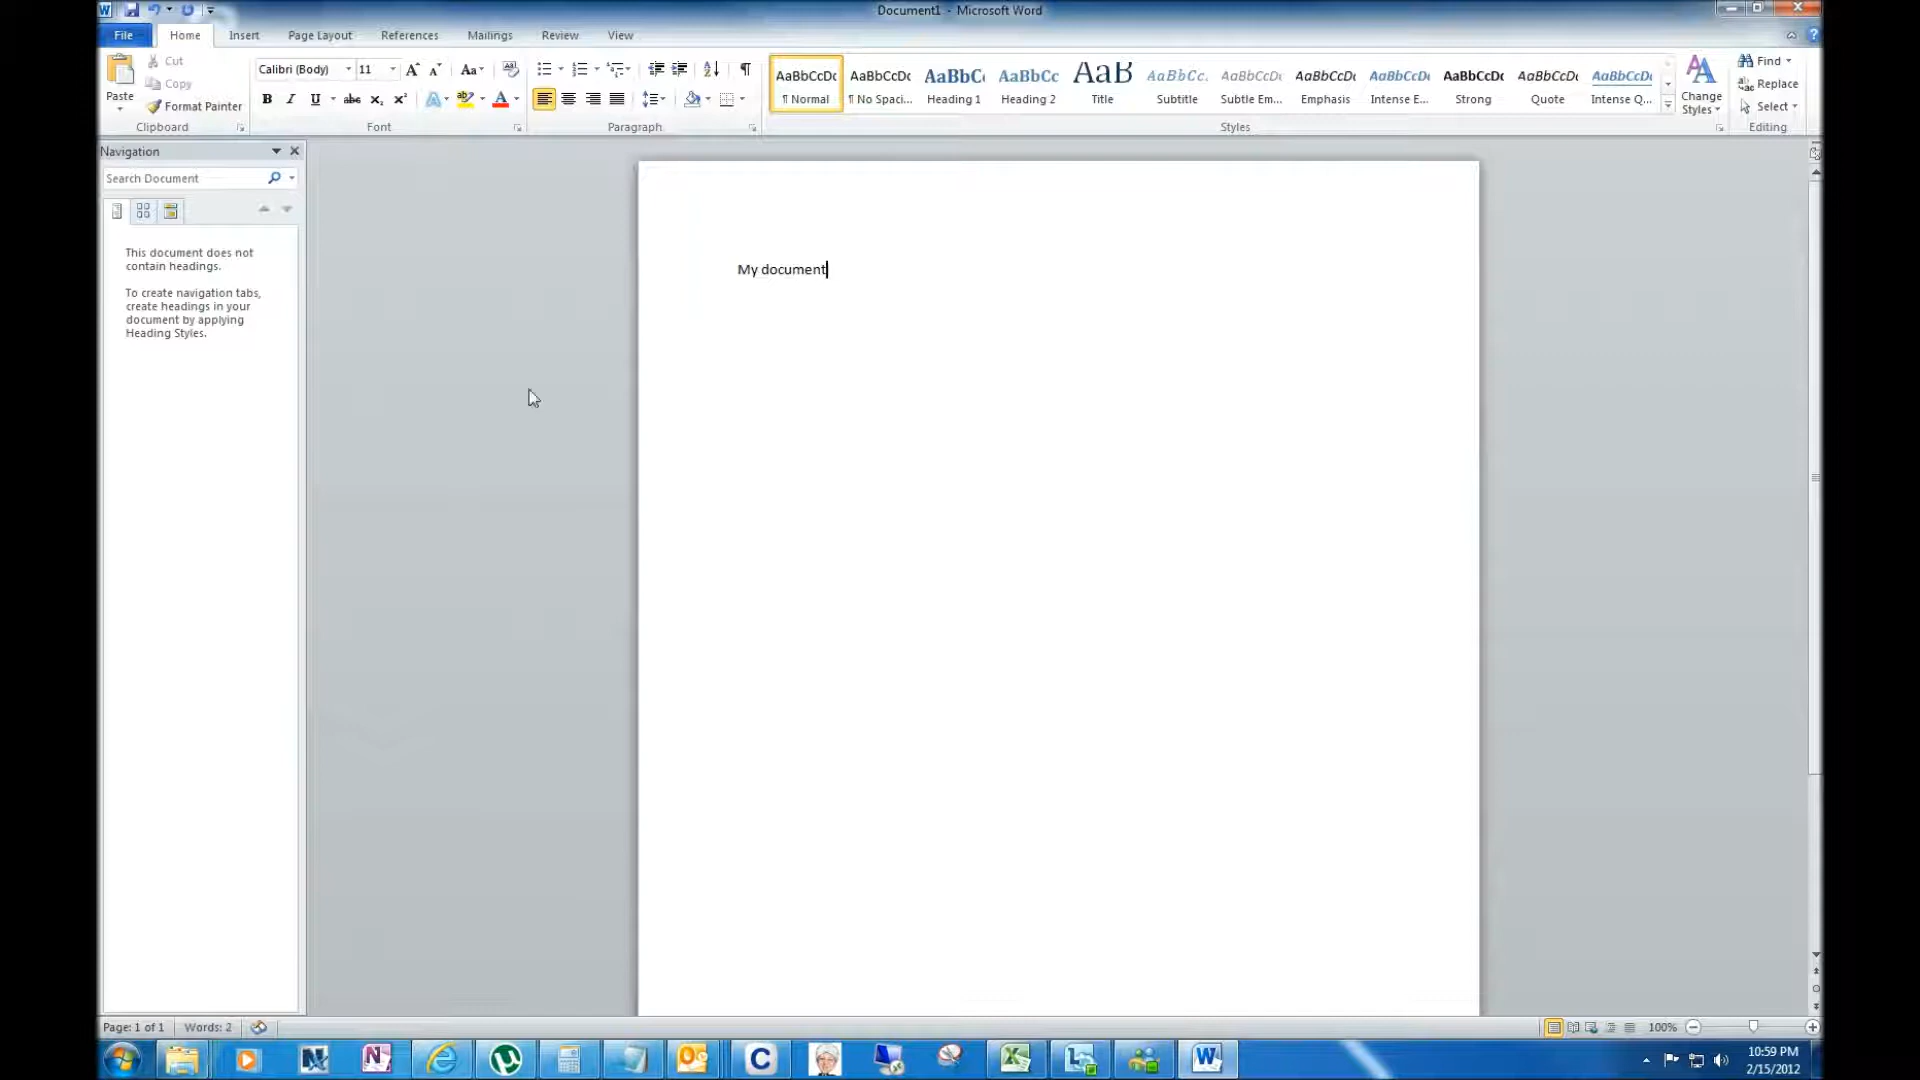 Document1 - Microsoft Word
File Home Insert Page Layout References Mailings Review View
Paste
Cut
Copy
Format Painter
Clipboard
Calibri (Body) 11
Font
Paragraph
AaBbCcDc AaBbCcDc AaBbC AaBbCc AaB AaBbCc. AaBbCcDc AaBbCcDc AaBbCcDc AaBbCcDc AaBbCcDc AaBbCcDc
¶ Normal ¶ No Spaci... Heading 1 Heading 2 Title Subtitle Subtle Em... Emphasis Intense E... Strong Quote Intense Q...
Styles
Change
Styles
Find
Replace
Select
Editing
Navigation
Search Document
This document does not
contain headings.
To create navigation tabs,
create headings in your
document by applying
Heading Styles.
My document
Page: 1 of 1 Words: 2
100%
10:59 PM
2/15/2012